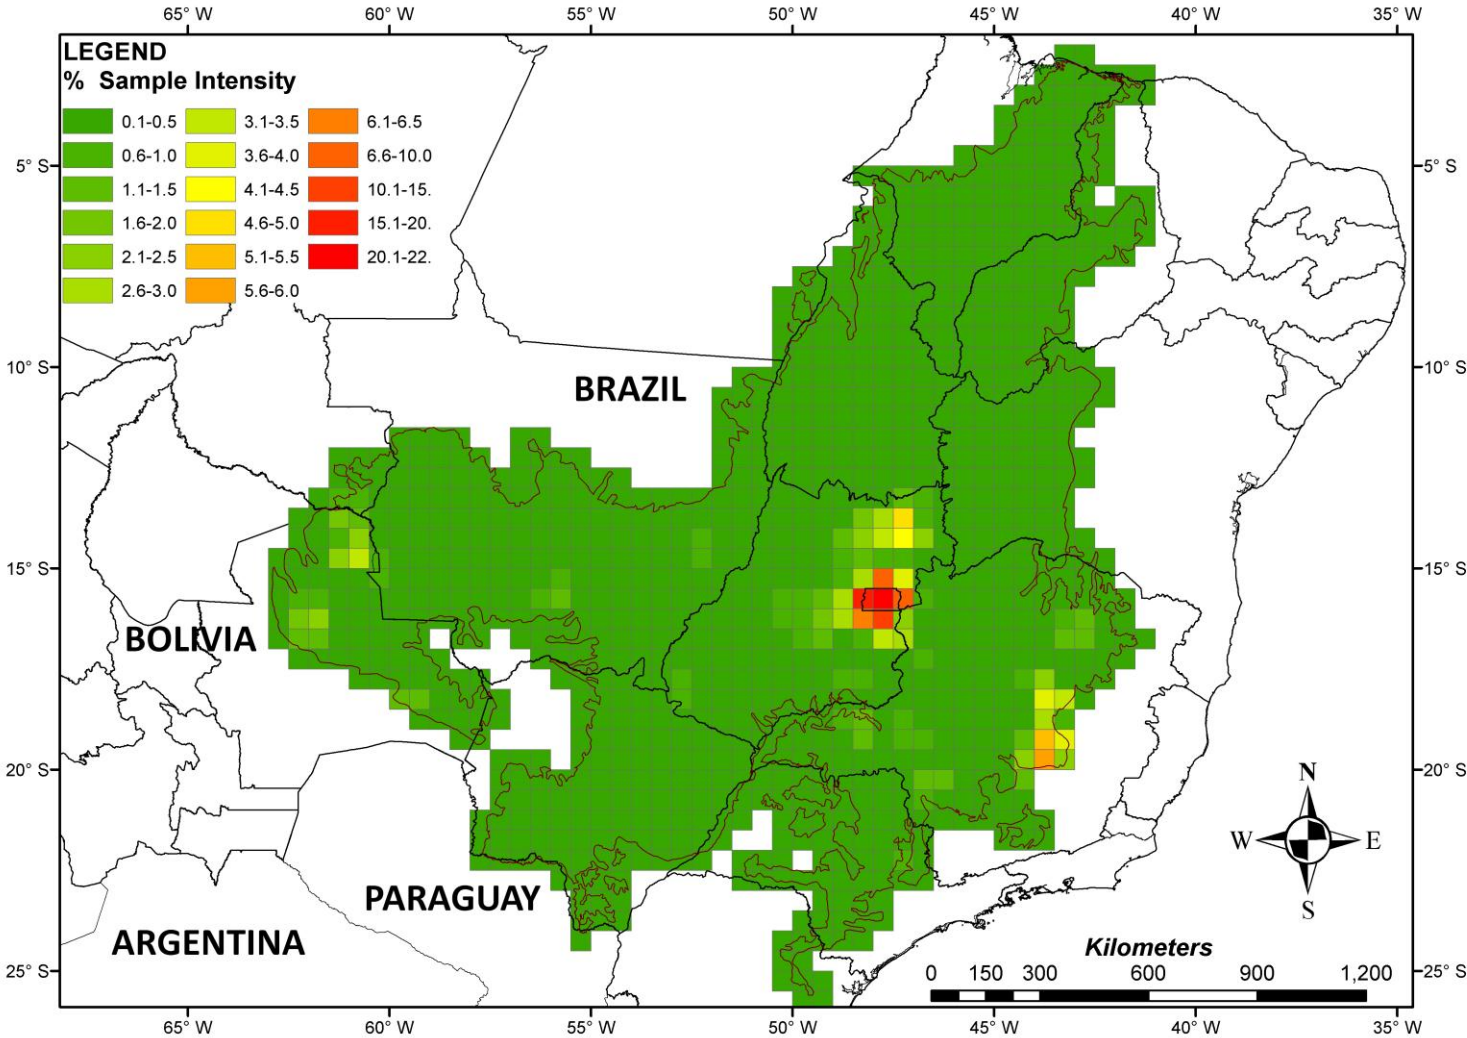 65° W 60° W 55° W 50° W 45° W 40° W 35° W
LEGEND
% Sample Intensity
0.1-0.5 3.1-3.5 6.1-6.5
0.6-1.0 3.6-4.0 6.6-10.0
1.1-1.5 4.1-4.5 10.1-15.
1.6-2.0 4.6-5.0 15.1-20.
2.1-2.5 5.1-5.5 20.1-22.
2.6-3.0 5.6-6.0
5° S 5° S
10° S 10° S
BRAZIL
15° S 15° S
BOLIVIA
20° S 20° S
N
W E
S
PARAGUAY
ARGENTINA
Kilometers
0 150 300 600 900 1,200
25° S 25° S
65° W 60° W 55° W 50° W 45° W 40° W 35° W